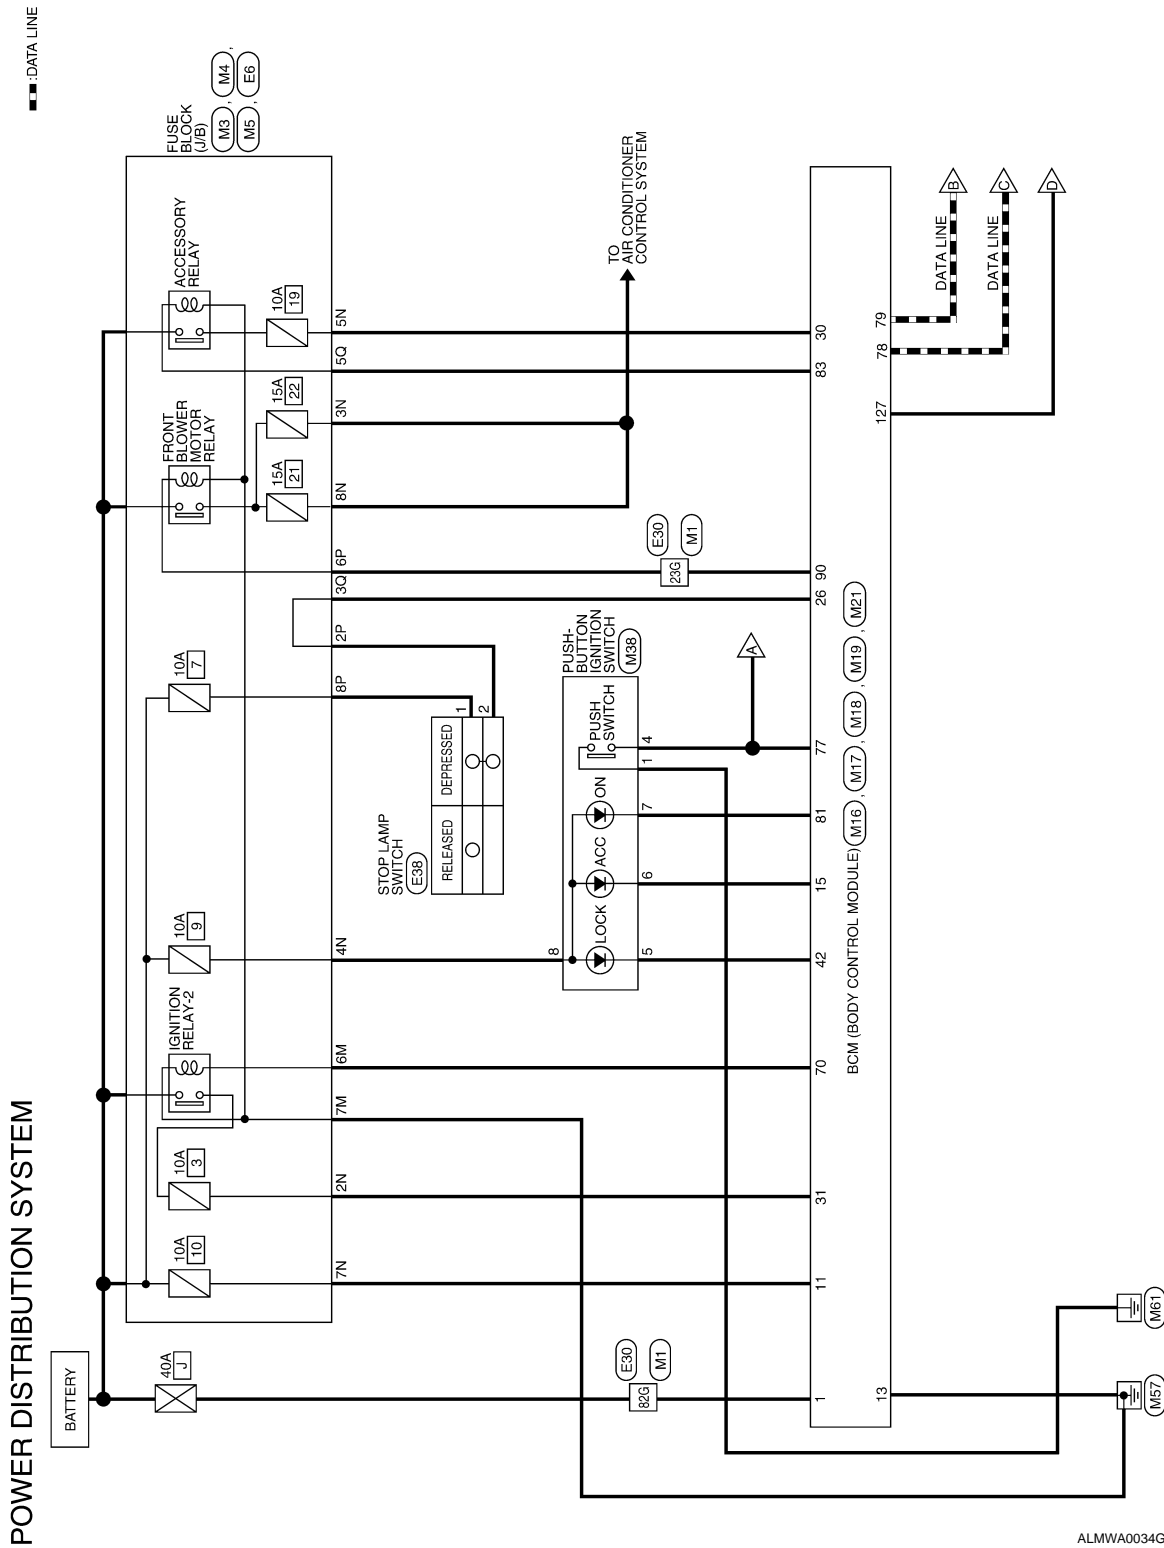 POWER DISTRIBUTION SYSTEM
:DATA LINE
BATTERY
40A
J
10A
10
10A
3
IGNITION
RELAY-2
10A
9
10A
7
FRONT
BLOWER
MOTOR
RELAY
15A
21
15A
22
ACCESSORY
RELAY
10A
19
FUSE
BLOCK
(J/B)
M3 , M4 ,
M5 , E6
7N
2N
7M
6M
4N
8P
2P
3Q
6P
8N
3N
5Q
5N
STOP LAMP
SWITCH
E38
RELEASED
DEPRESSED
1
2
TO
AIR CONDITIONER
CONTROL SYSTEM
E30
M1
82G
E30
M1
23G
PUSH-
BUTTON
IGNITION
SWITCH
M38
8
LOCK
ACC
ON
PUSH
SWITCH
5
6
7
1
4
A
1
11
31
70
42
15
81
77
26
90
83
30
BCM (BODY CONTROL MODULE) M16 , M17 , M18 , M19 , M21
13
127
78
79
DATA LINE
B
DATA LINE
C
D
M57
M61
ALMWA0034G